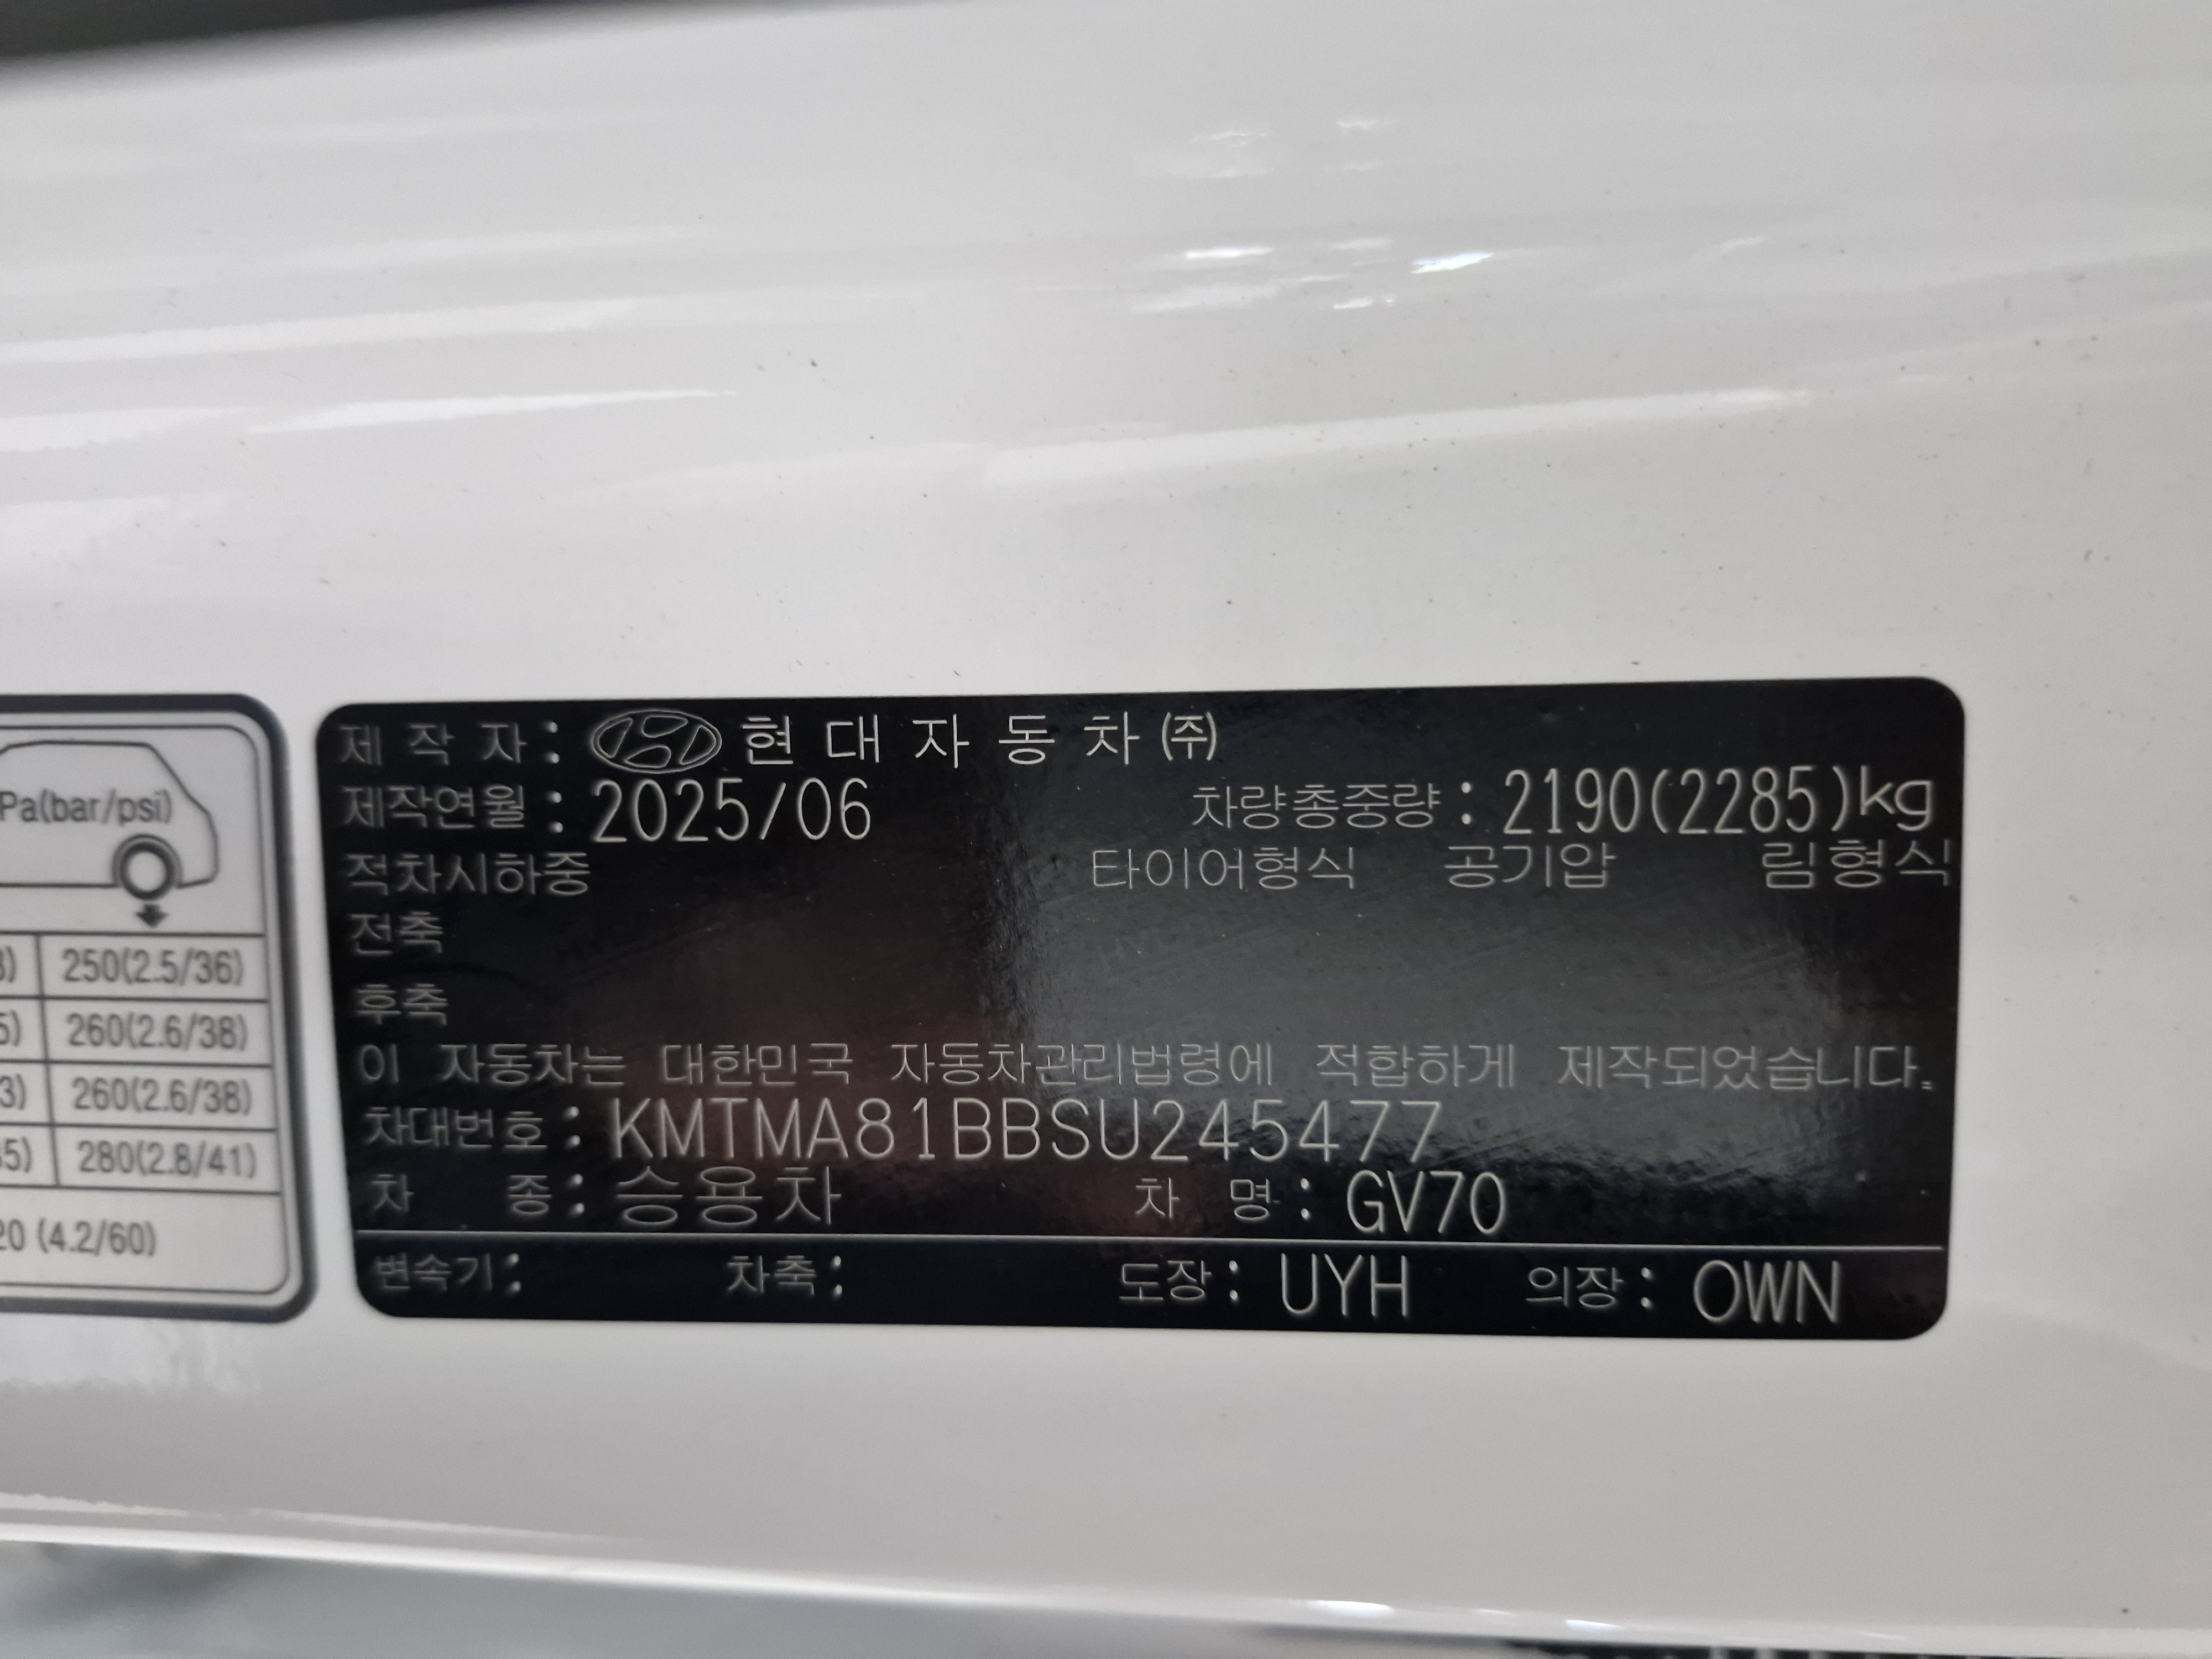 Pa(bar/psi)
250(2.5/36)
5) 260(2.6/38)
3) 260(2.6/38)
5) 280(2.8/41)
20 (4.2/60)
제 작 자 : 현 대 자 동 차 ㈜
제작연월 : 2025/06 차량총중량 : 2190(2285)kg
적차시하중 타이어형식 공기압 림형식
전축
후축
이 자동차는 대한민국 자동차관리법령에 적합하게 제작되었습니다.
차대번호 : KMTMA81BBSU245477
차 종 : 승용차 차 명 : GV70
변속기 : 차축 : 도장 : UYH 의장 : OWN